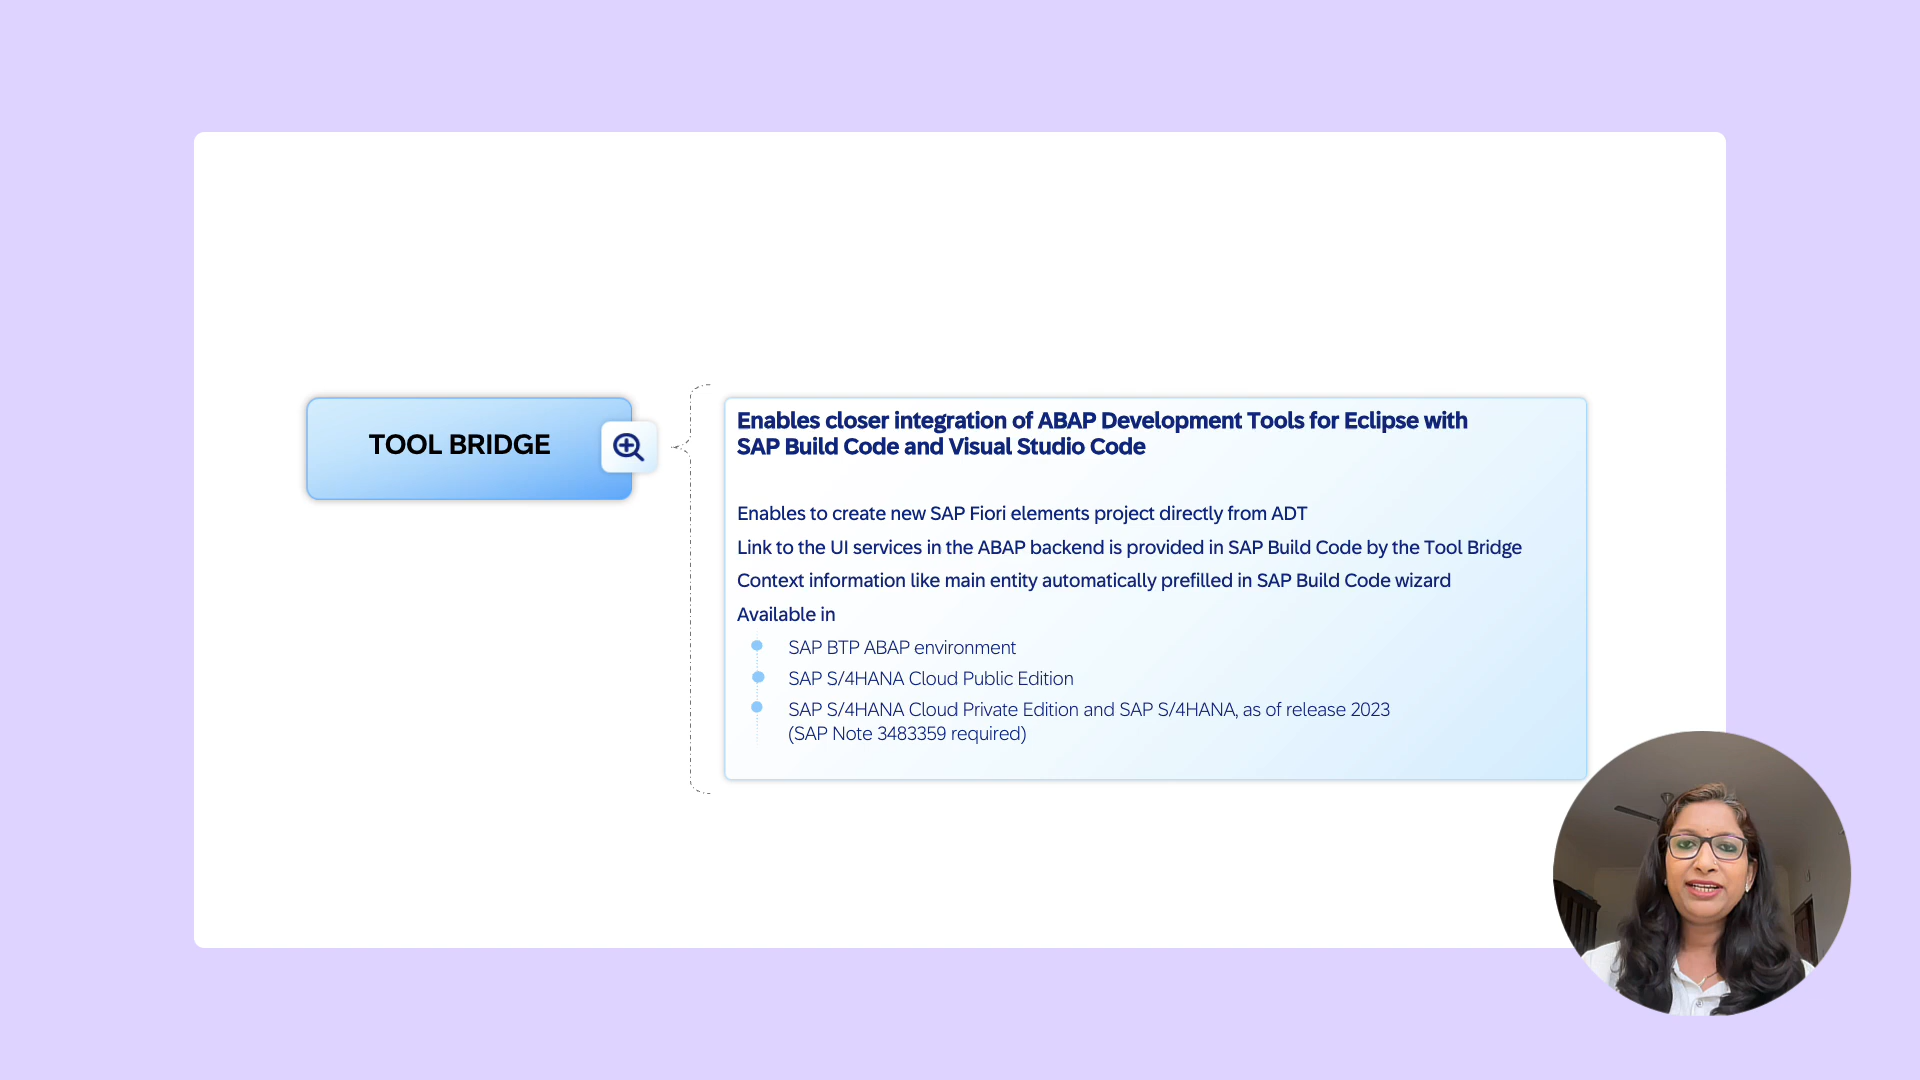 TOOL BRIDGE
Enables closer integration of ABAP Development Tools for Eclipse with
SAP Build Code and Visual Studio Code
Enables to create new SAP Fiori elements project directly from ADT
Link to the UI services in the ABAP backend is provided in SAP Build Code by the Tool Bridge
Context information like main entity automatically prefilled in SAP Build Code wizard
Available in
SAP BTP ABAP environment
SAP S/4HANA Cloud Public Edition
SAP S/4HANA Cloud Private Edition and SAP S/4HANA, as of release 2023
(SAP Note 3483359 required)